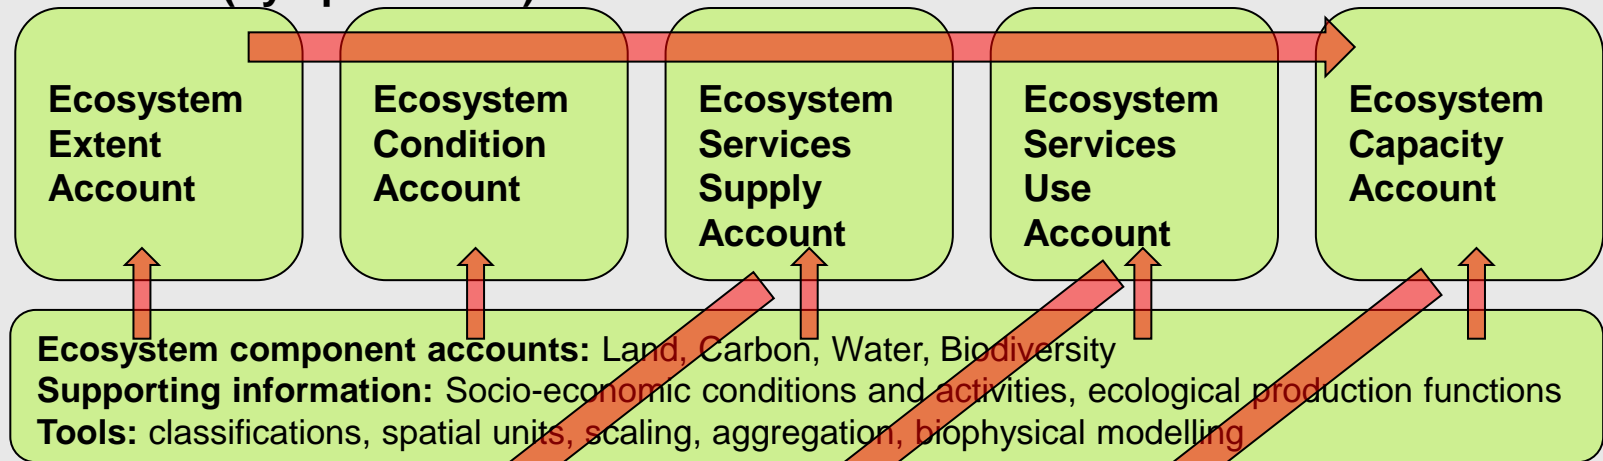 Ecosystem
Extent
Account
Ecosystem
Condition
Account
Ecosystem
Services
Supply
Account
Ecosystem
Services
Use
Account
Ecosystem
Capacity
Account
Ecosystem component accounts: Land, Carbon, Water, Biodiversity
Supporting information: Socio-economic conditions and activities, ecological production functions
Tools: classifications, spatial units, scaling, aggregation, biophysical modelling